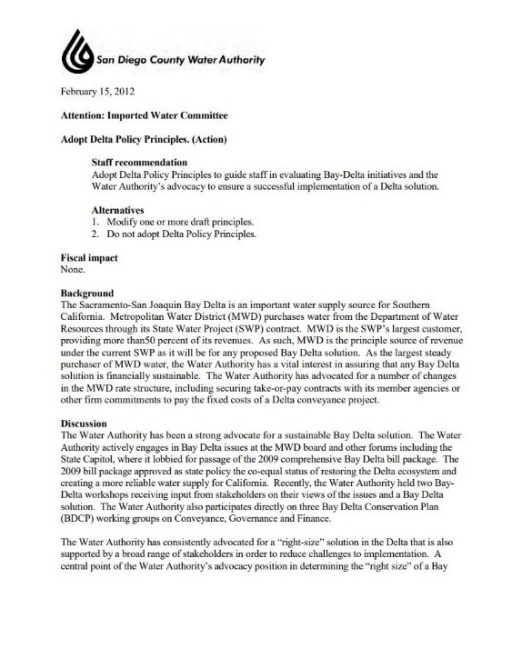 San Diego County Water Authority
February 15, 2012
Attention: Imported Water Committee
Adopt Delta Policy Principles. (Action)
Staff recommendation
Adopt Delta Policy Principles to guide staff in evaluating Bay-Delta initiatives and the
Water Authority's advocacy to ensure a successful implementation of a Delta solution.
Alternatives
1. Modify one or more draft principles.
2. Do not adopt Delta Policy Principles.
Fiscal impact
None.
Background
The Sacramento-San Joaquin Bay Delta is an important water supply source for Southern
California. Metropolitan Water District (MWD) purchases water from the Department of Water
Resources through its State Water Project (SWP) contract. MWD is the SWP's largest customer,
providing more than50 percent of its revenues. As such, MWD is the principle source of revenue
under the current SWP as it will be for any proposed Bay Delta solution. As the largest steady
purchaser of MWD water, the Water Authority has a vital interest in assuring that any Bay Delta
solution is financially sustainable. The Water Authority has advocated for a number of changes
in the MWD rate structure, including securing take-or-pay contracts with its member agencies or
other firm commitments to pay the fixed costs of a Delta conveyance project.
Discussion
The Water Authority has been a strong advocate for a sustainable Bay Delta solution. The Water
Authority actively engages in Bay Delta issues at the MWD board and other forums including the
State Capitol, where it lobbied for passage of the 2009 comprehensive Bay Delta bill package. The
2009 bill package approved as state policy the co-equal status of restoring the Delta ecosystem and
creating a more reliable water supply for California. Recently, the Water Authority held two Bay-
Delta workshops receiving input from stakeholders on their views of the issues and a Bay Delta
solution. The Water Authority also participates directly on three Bay Delta Conservation Plan
(BDCP) working groups on Conveyance, Governance and Finance.
The Water Authority has consistently advocated for a "right-size" solution in the Delta that is also
supported by a broad range of stakeholders in order to reduce challenges to implementation. A
central point of the Water Authority's advocacy position in determining the "right size" of a Bay